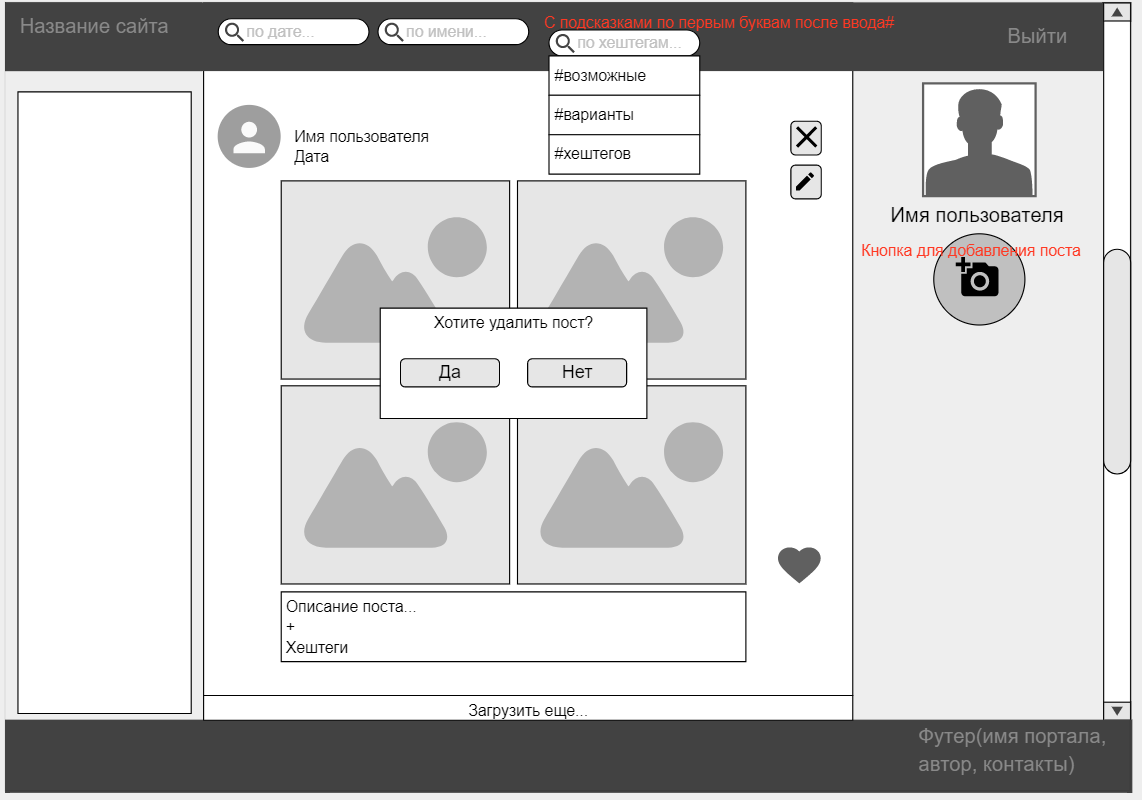 Название сайта
по дате...
по имени...
С подсказками по первым буквам после ввода#
по хештегам...
Выйти
#возможные
#варианты
#хештегов
Имя пользователя
Дата
Имя пользователя
Кнопка для добавления поста
Хотите удалить пост?
Да
Нет
Описание поста...
+
Хештеги
Загрузить еще...
Футер(имя портала,
автор, контакты)